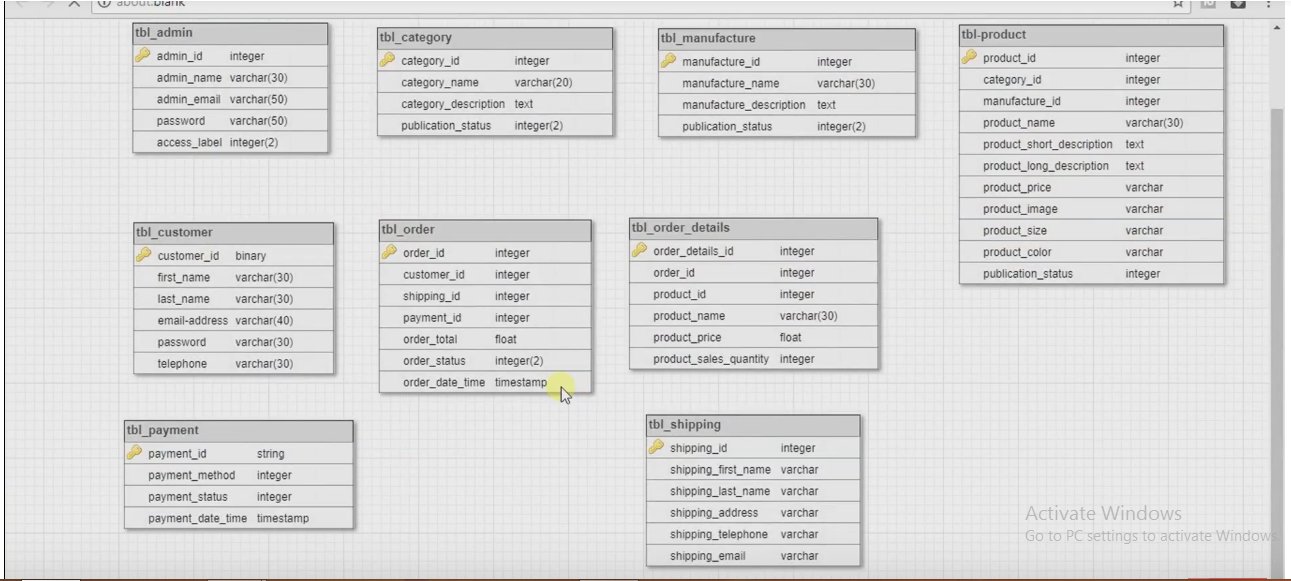 about:blank
tbl_admin
admin_id integer
admin_name varchar(30)
admin_email varchar(50)
password varchar(50)
access_label integer(2)
tbl_category
category_id integer
category_name varchar(20)
category_description text
publication_status integer(2)
tbl_manufacture
manufacture_id integer
manufacture_name varchar(30)
manufacture_description text
publication_status integer(2)
tbl-product
product_id integer
category_id integer
manufacture_id integer
product_name varchar(30)
product_short_description text
product_long_description text
product_price varchar
product_image varchar
product_size varchar
product_color varchar
publication_status integer
tbl_customer
customer_id binary
first_name varchar(30)
last_name varchar(30)
email-address varchar(40)
password varchar(30)
telephone varchar(30)
tbl_order
order_id integer
customer_id integer
shipping_id integer
payment_id integer
order_total float
order_status integer(2)
order_date_time timestamp
tbl_order_details
order_details_id integer
order_id integer
product_id integer
product_name varchar(30)
product_price float
product_sales_quantity integer
tbl_payment
payment_id string
payment_method integer
payment_status integer
payment_date_time timestamp
tbl_shipping
shipping_id integer
shipping_first_name varchar
shipping_last_name varchar
shipping_address varchar
shipping_telephone varchar
shipping_email varchar
Activate Windows
Go to PC settings to activate Windows.